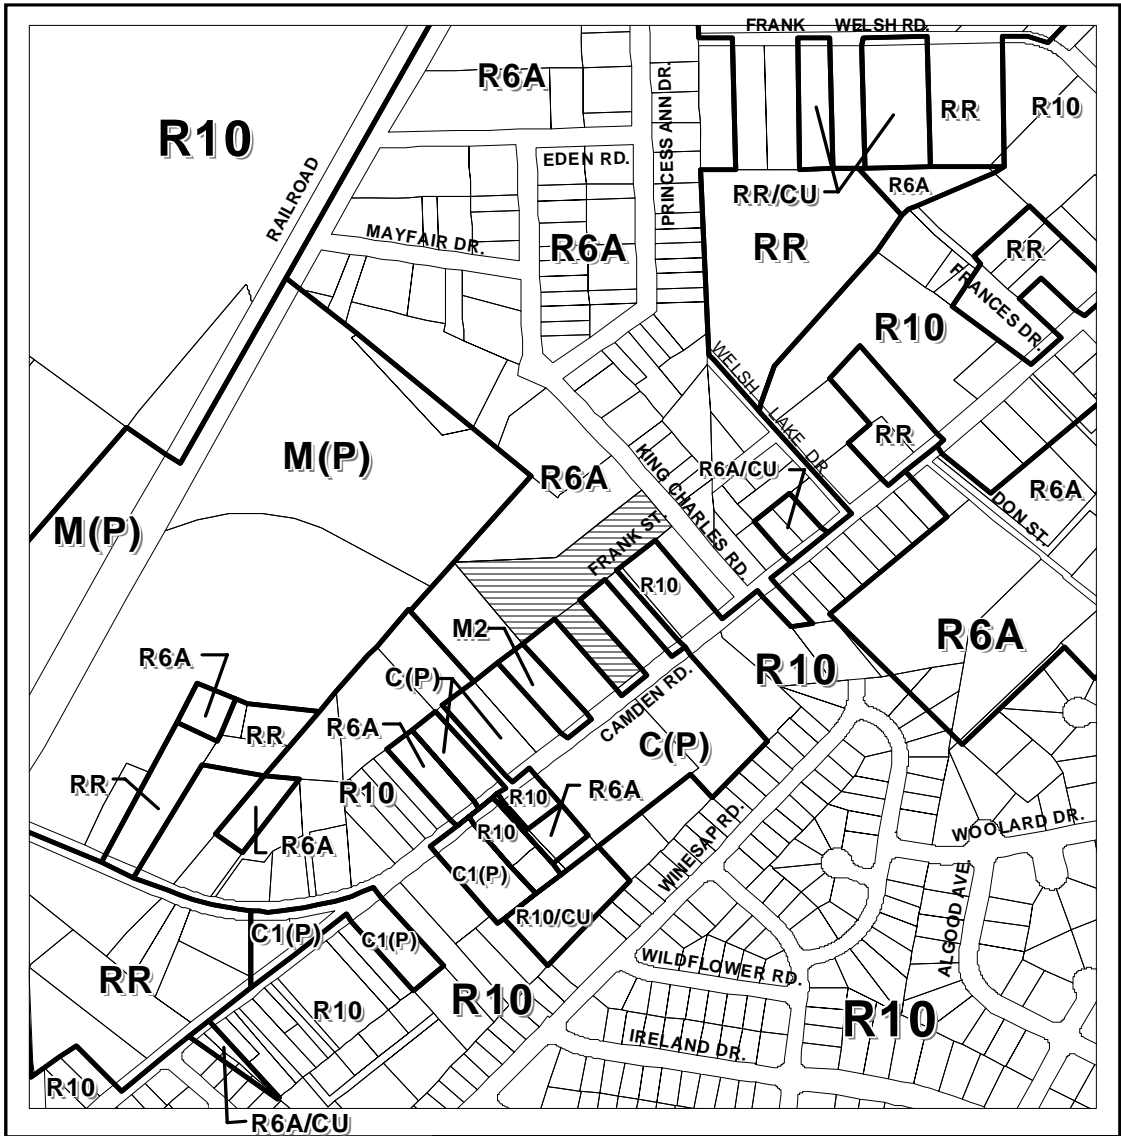 FRANK WELSH RD.
R6A
R10
PRINCESS ANN DR.
RR
R10
EDEN RD.
RAILROAD
RR/CU
R6A
MAYFAIR DR.
R6A
RR
RR
FRANCES DR.
R10
WELSH LAKE DR.
RR
M(P)
R6A
KING CHARLES RD.
R6A/CU
R6A
DON ST.
M(P)
FRANK ST.
R10
M2
R6A
R6A
R10
C(P)
CAMDEN RD.
R6A
RR
C(P)
RR
R10
R10
R6A
R10
R6A
WOOLARD DR.
WINESAP RD.
C1(P)
ALGOOD AVE.
R10/CU
C1(P)
C1(P)
WILDFLOWER RD.
RR
R10
R10
R10
IRELAND DR.
R10
R6A/CU